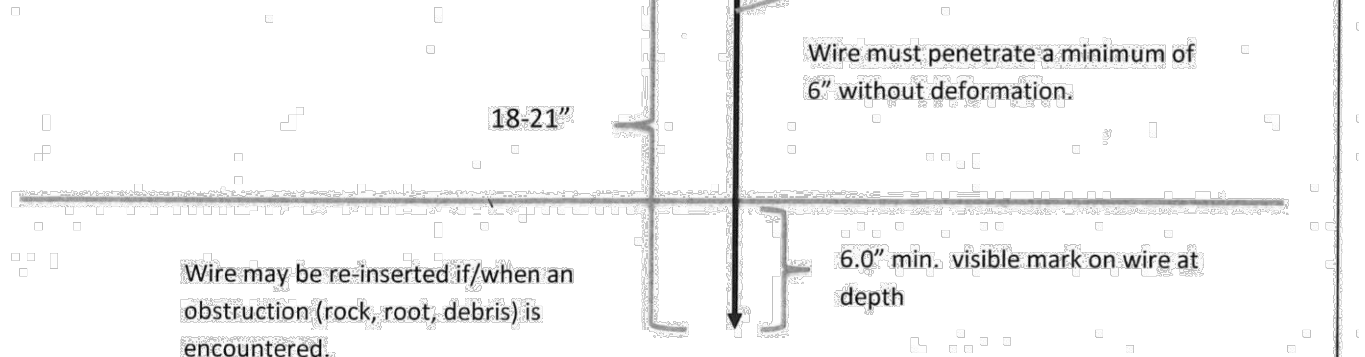 Wire must penetrate a minimum of
6” without deformation.
18-21”
6.0” min. visible mark on wire at
depth
Wire may be re-inserted if/when an
obstruction (rock, root, debris) is
encountered.